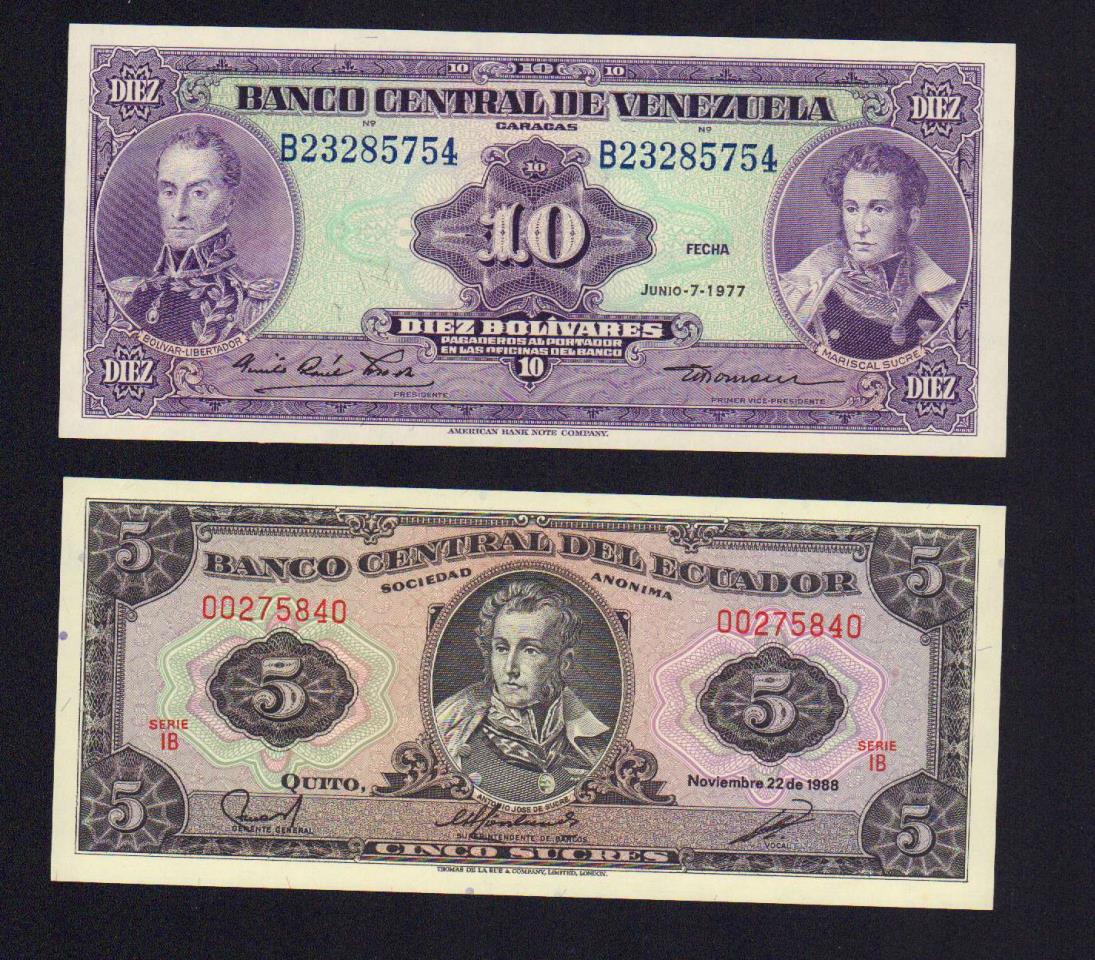 10 10 10
DIEZ DIEZ
BANCO CENTRAL DE VENEZUELA
Nº CARACAS Nº
B23285754 B23285754
10
10
FECHA
JUNIO-7-1977
DIEZ BOLÍVARES
PAGADEROS AL PORTADOR
EN LAS OFICINAS DEL BANCO
BOLIVAR-LIBERTADOR
MARISCAL SUCRE
DIEZ 10 DIEZ
PRESIDENTE PRIMER VICE-PRESIDENTE
AMERICAN BANK NOTE COMPANY.
5 5
BANCO CENTRAL DEL ECUADOR
SOCIEDAD ANONIMA
00275840 00275840
5 5
SERIE
IB
SERIE
IB
QUITO, Noviembre 22 de 1988
ANTONIO JOSE DE SUCRE
5 5
GERENTE GENERAL SUPERINTENDENTE DE BANCOS VOCAL
CINCO SUCRES
THOMAS DE LA RUE & COMPANY, LIMITED, LONDON.